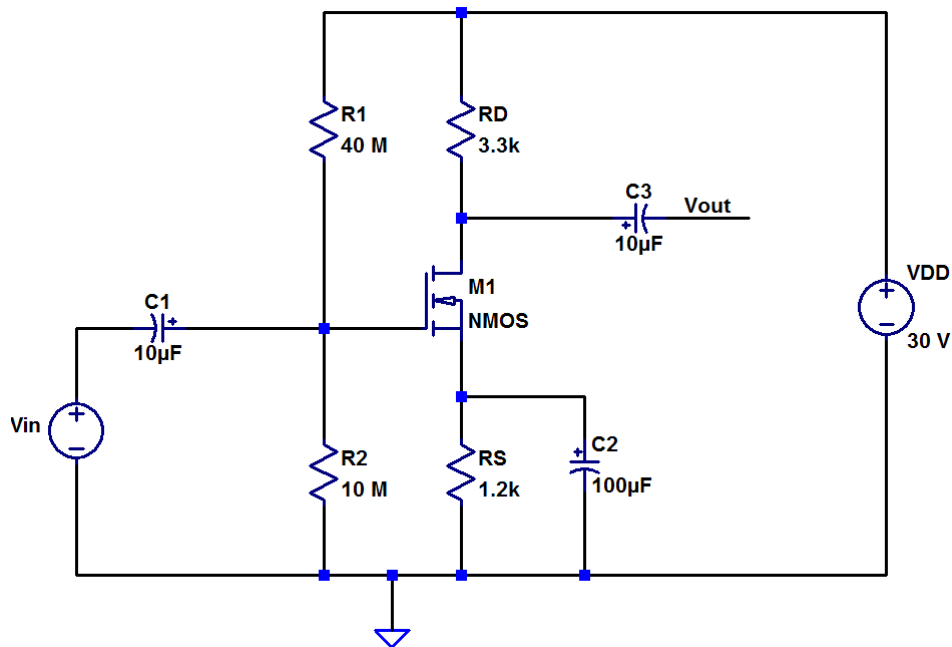 R1
40 M
RD
3.3k
C3
10µF
Vout
M1
NMOS
VDD
30 V
C1
10µF
Vin
R2
10 M
RS
1.2k
C2
100µF